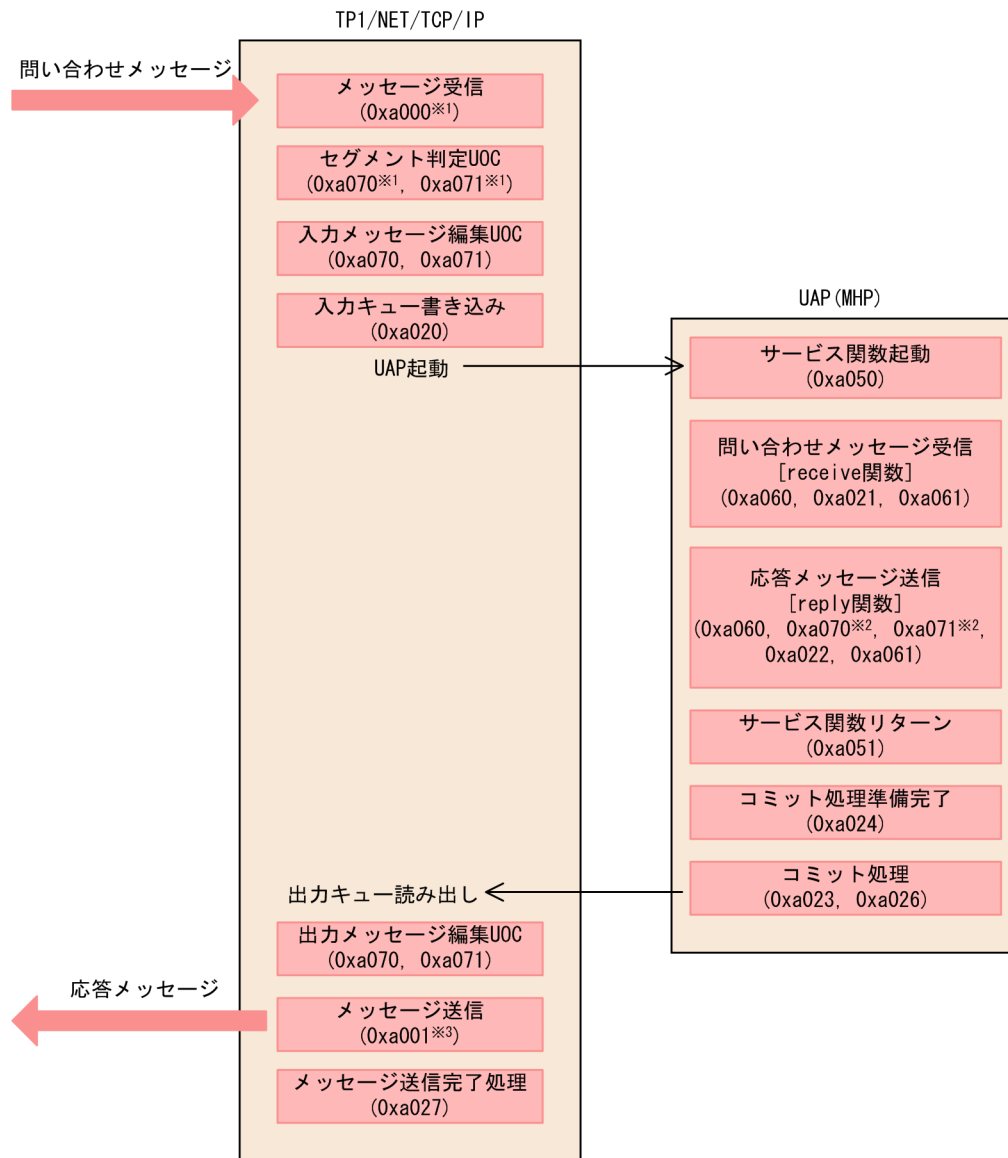 TP1/NET/TCP/IP
問い合わせメッセージ
メッセージ受信
(0xa000※1)
セグメント判定UOC
(0xa070※1, 0xa071※1)
入力メッセージ編集UOC
(0xa070, 0xa071)
入力キュー書き込み
(0xa020)
UAP起動
UAP(MHP)
サービス関数起動
(0xa050)
問い合わせメッセージ受信
[receive関数]
(0xa060, 0xa021, 0xa061)
応答メッセージ送信
[reply関数]
(0xa060, 0xa070※2, 0xa071※2,
0xa022, 0xa061)
サービス関数リターン
(0xa051)
コミット処理準備完了
(0xa024)
コミット処理
(0xa023, 0xa026)
出力キュー読み出し
出力メッセージ編集UOC
(0xa070, 0xa071)
応答メッセージ
メッセージ送信
(0xa001※3)
メッセージ送信完了処理
(0xa027)